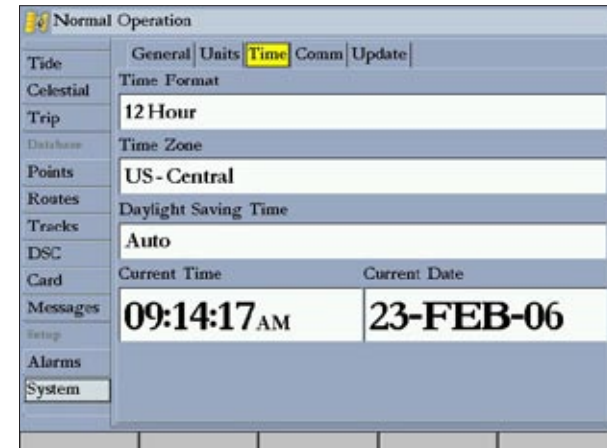 Normal Operation
General Units Time Comm Update
Tide
Celestial
Trip
Database
Points
Routes
Tracks
DSC
Card
Messages
Setup
Alarms
System
Time Format
12 Hour
Time Zone
US-Central
Daylight Saving Time
Auto
Current Time
Current Date
09:14:17 AM
23-FEB-06